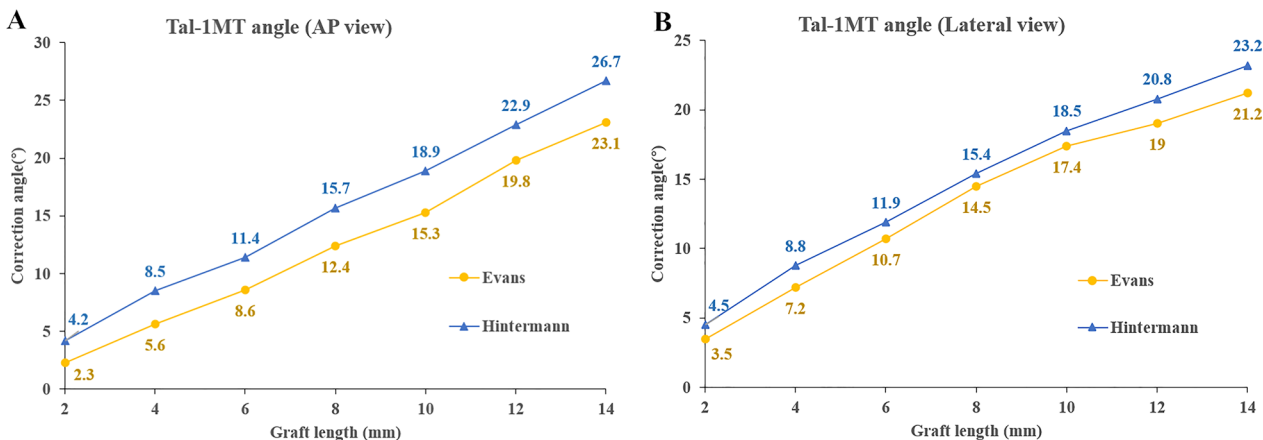 A
Tal-1MT angle (AP view)
Correction angle(°)
30
25
20
15
10
5
0
4.2
8.5
11.4
15.7
18.9
22.9
26.7
2.3
5.6
8.6
12.4
15.3
19.8
23.1
Evans
Hintermann
2 4 6 8 10 12 14
Graft length (mm)
B
Tal-1MT angle (Lateral view)
Correction angle(°)
25
20
15
10
5
0
4.5
8.8
11.9
15.4
18.5
20.8
23.2
3.5
7.2
10.7
14.5
17.4
19
21.2
Evans
Hintermann
2 4 6 8 10 12 14
Graft length (mm)